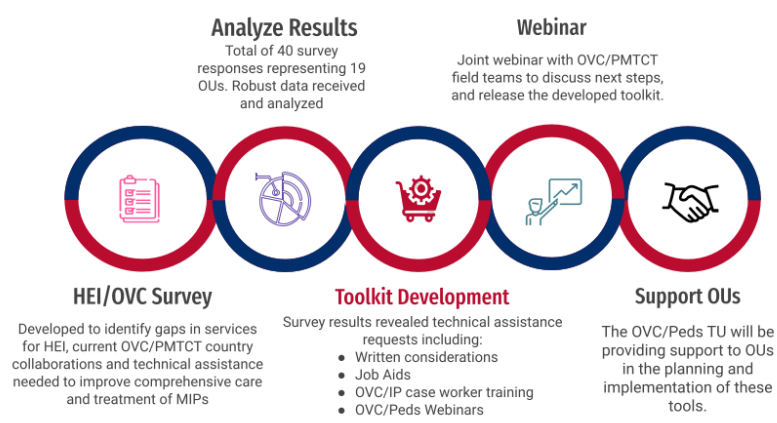 Analyze Results
Total of 40 survey
responses representing 19
OUs. Robust data received
and analyzed
Webinar
Joint webinar with OVC/PMTCT
field teams to discuss next steps,
and release the developed toolkit.
HEI/OVC Survey
Developed to identify gaps in services
for HEI, current OVC/PMTCT country
collaborations and technical assistance
needed to improve comprehensive care
and treatment of MIPs
Toolkit Development
Survey results revealed technical assistance
requests including:
● Written considerations
● Job Aids
● OVC/IP case worker training
● OVC/Peds Webinars
Support OUs
The OVC/Peds TU will be
providing support to OUs
in the planning and
implementation of these
tools.